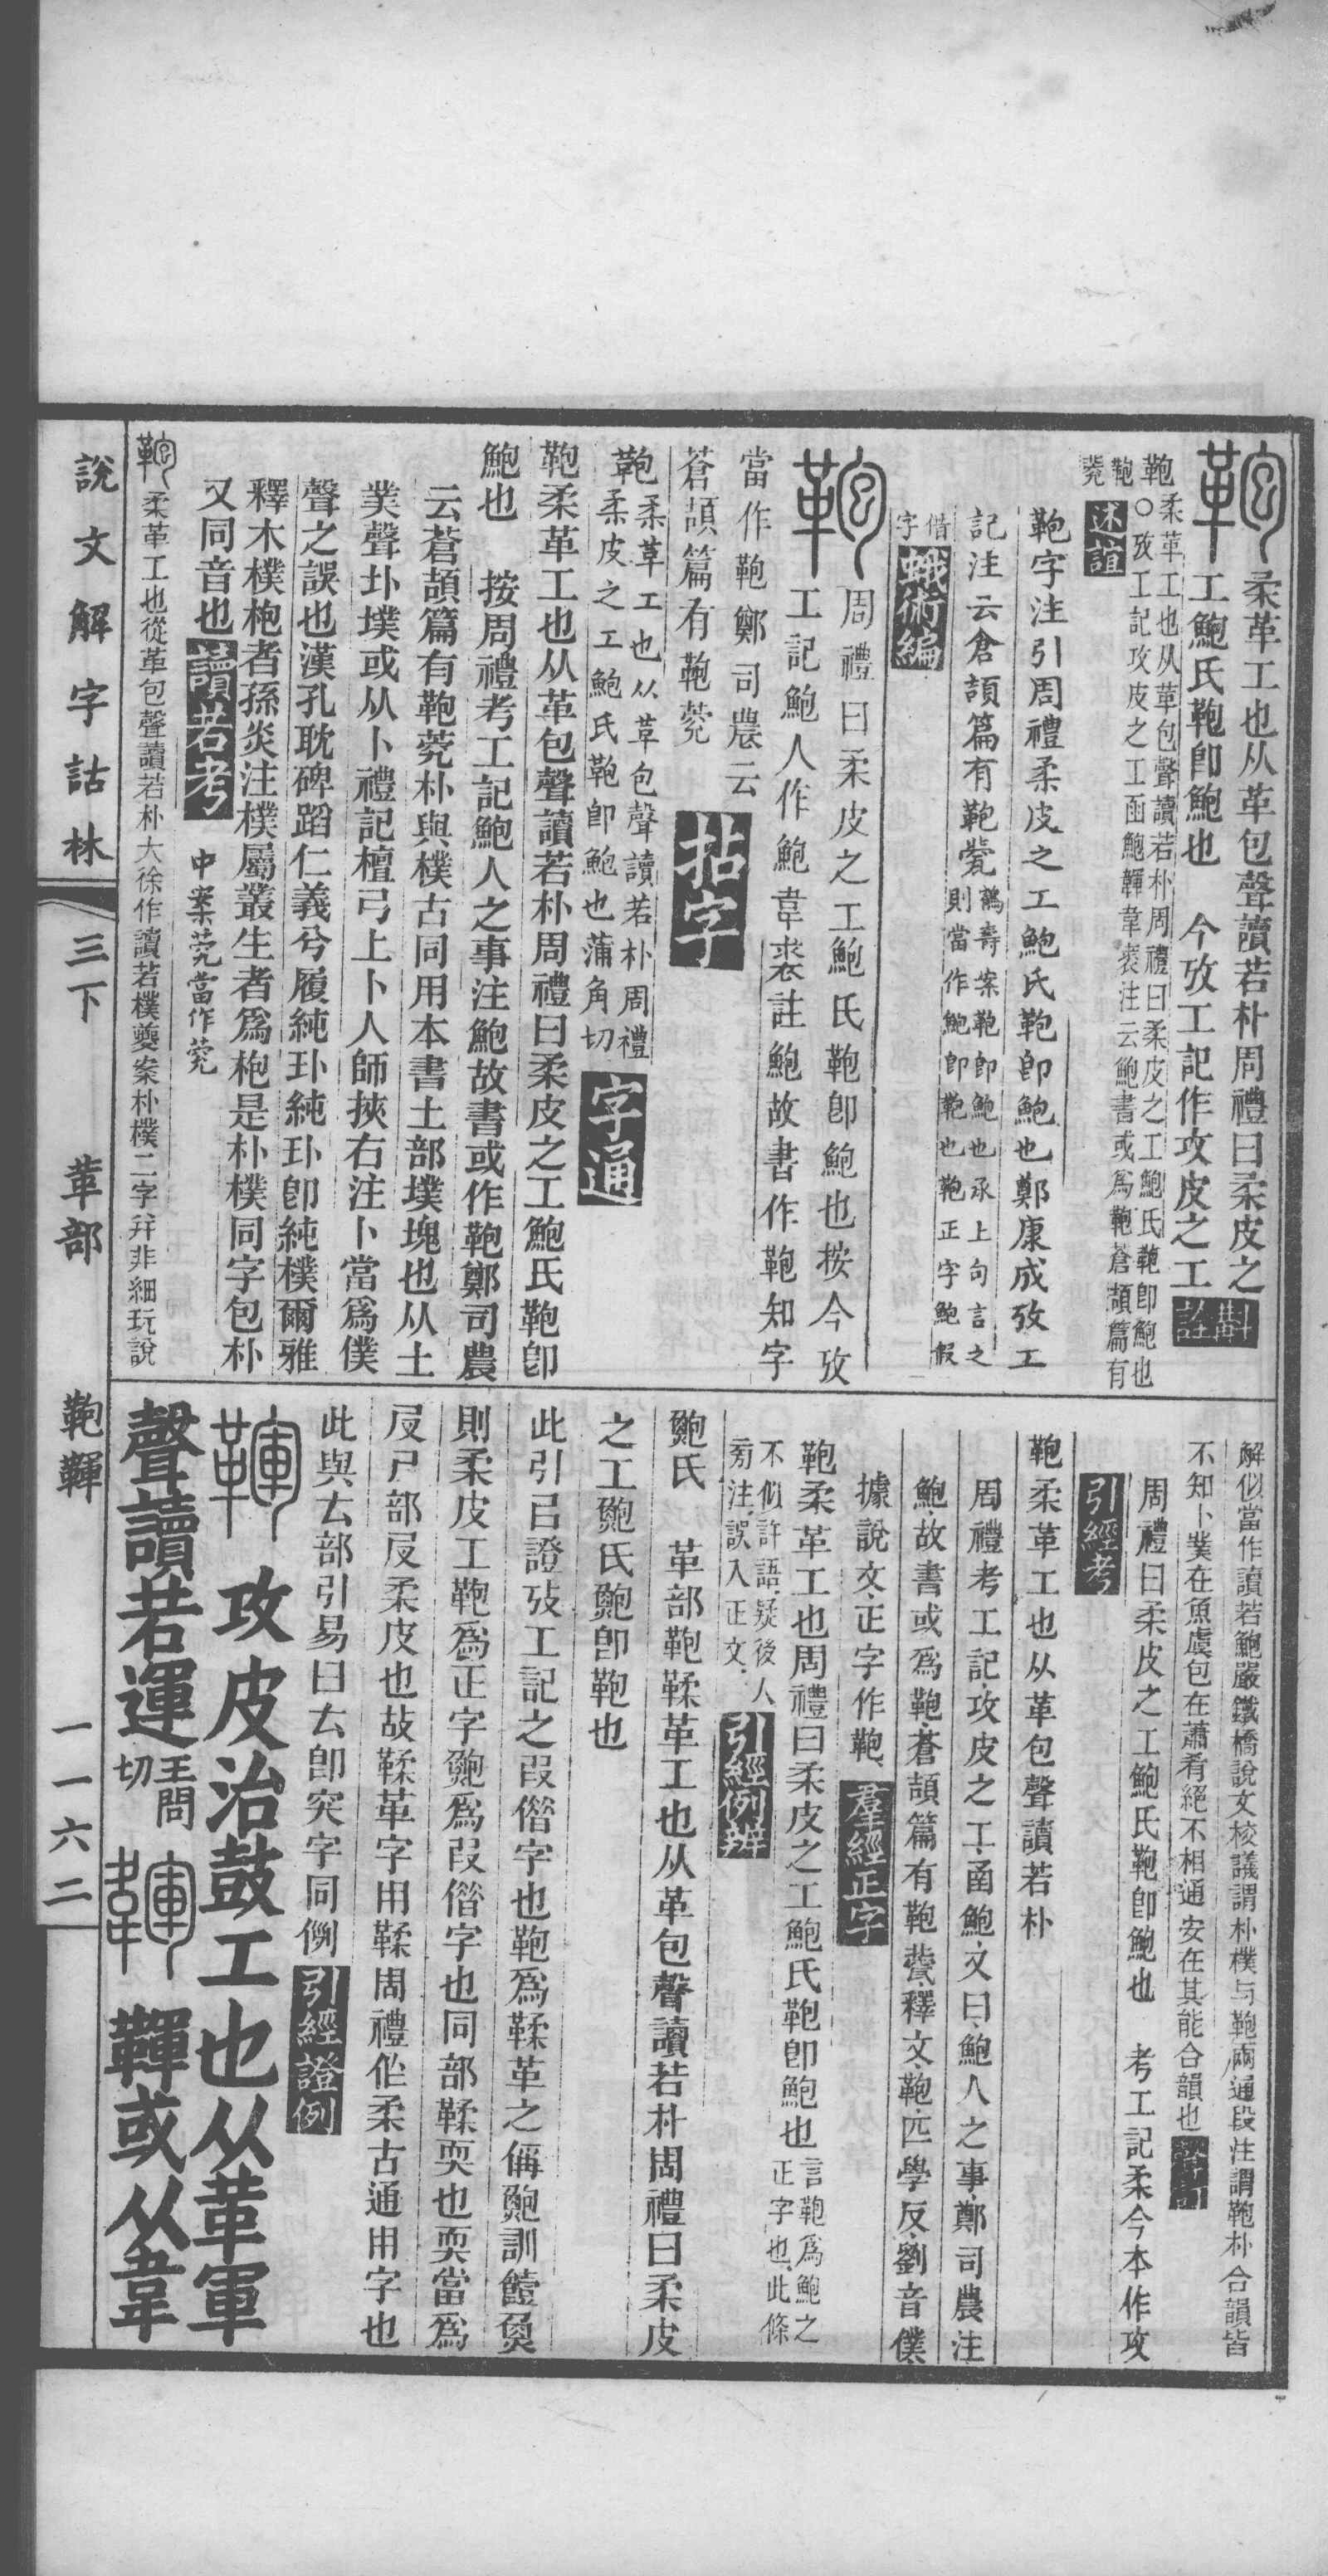 鞄柔革工也从革包聲讀若朴周禮曰柔皮之
工鮑氏鞄卽鮑也 今攷工記作攻皮之工
斠詮
鞄柔革工也从革包聲讀若朴周禮曰柔皮之工鮑氏鞄卽鮑也
○攷工記攻皮之工函鮑韗韋裘注云鮑書或爲鞄蒼頡篇有
鞄㼱
述誼
鞄字注引周禮柔皮之工鮑氏鞄卽鮑也鄭康成攷工
記注云倉頡篇有鞄㼱鶴壽案鞄卽鮑也承上句言之
則當作鮑卽鞄也鞄正字鮑假
借字
蛾術編
鞄周禮曰柔皮之工鮑氏鞄卽鮑也按今攷
工記鮑人作鮑韋裘註鮑故書作鞄知字
當作鞄鄭司農云
蒼頡篇有鞄㼱
拈字
鞄柔革工也从革包聲讀若朴周禮
柔皮之工鮑氏鞄卽鮑也蒲角切
字通
鞄柔革工也从革包聲讀若朴周禮曰柔皮之工鮑氏鞄卽
鮑也 按周禮考工記鮑人之事注鮑故書或作鞄鄭司農
云蒼頡篇有鞄㼱朴與樸古同用本書土部墣塊也从土
菐聲圤墣或从卜禮記檀弓上卜人師挾右注卜當爲僕
聲之誤也漢孔耽碑蹈仁義兮履純圤純圤卽純樸爾雅
釋木樸枹者孫炎注樸屬叢生者爲枹是朴樸同字包朴
又同音也
讀若考
中案㼱當作㼱
鞄柔革工也從革包聲讀若朴大徐作讀若樸夔案朴樸二字幷非細玩說
解似當作讀若鮑嚴鐵橋說文校議謂朴樸与鞄兩通段注謂鞄朴合韻皆
不知卜菐在魚虞包在蕭肴絕不相通安在其能合韻也
周禮曰柔皮之工鮑氏鞄卽鮑也 考工記柔今本作攻
引經考
鞄柔革工也从革包聲讀若朴
周禮考工記攻皮之工函鮑又曰鮑人之事鄭司農注
鮑故書或爲鞄蒼頡篇有鞄㼱釋文鞄匹學反劉音僕
據說文正字作鞄
羣經正字
鞄柔革工也周禮曰柔皮之工鮑氏鞄卽鮑也言鞄爲鮑之
正字也此條
不似許語疑後人
旁注誤入正文
引經例辨
鮑氏 革部鞄鞣革工也从革包聲讀若朴周禮曰柔皮
之工鮑氏鮑卽鞄也
此引㠯證攷工記之叚借字也鞄爲鞣革之偁鮑訓饐魚
則柔皮工鞄爲正字鮑爲叚借字也同部鞣耎也耎當爲
㞋尸部㞋柔皮也故鞣革字用鞣周禮作柔古通用字也
此與𠫓部引易曰𠫓卽突字同例
引經證例
韗攻皮治鼓工也从革軍
聲讀若運王問切 韗或从韋
說文解字詁林 三下 革部 鞄韗 一一六二